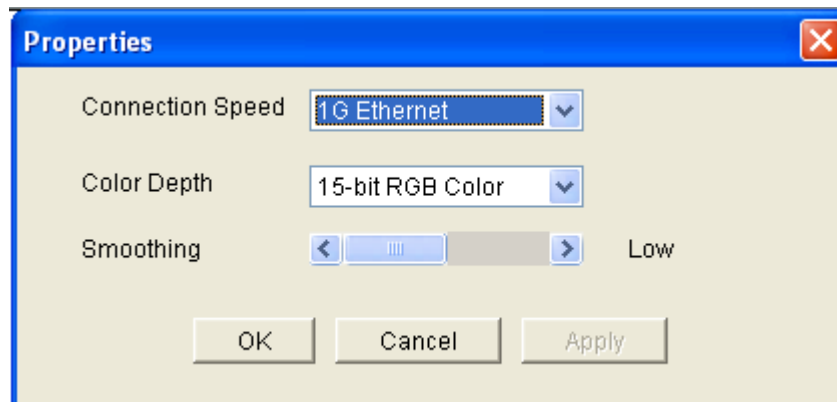 Properties
Connection Speed 1G Ethernet
Color Depth 15-bit RGB Color
Smoothing Low
OK Cancel Apply